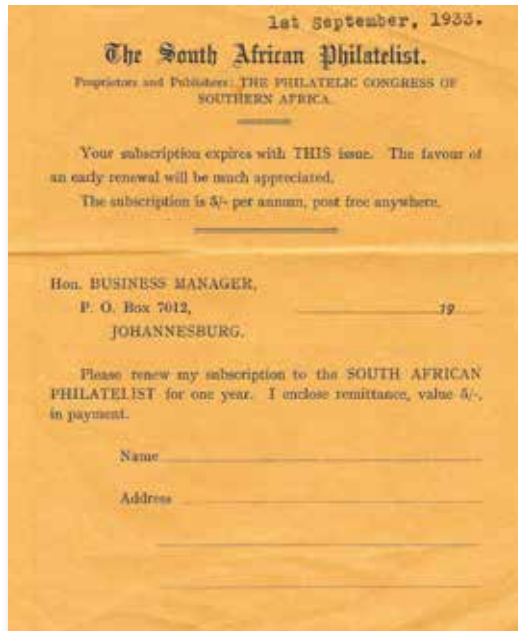 1st September, 1933.
The South African Philatelist.
Proprietors and Publishers: THE PHILATELIC CONGRESS OF
SOUTHERN AFRICA.
Your subscription expires with THIS issue. The favour of
an early renewal will be much appreciated.
The subscription is 5/- per annum, post free anywhere.
Hon. BUSINESS MANAGER,
P. O. Box 7012,
19
JOHANNESBURG.
Please renew my subscription to the SOUTH AFRICAN
PHILATELIST for one year. I enclose remittance, value 5/-,
in payment.
Name
Address